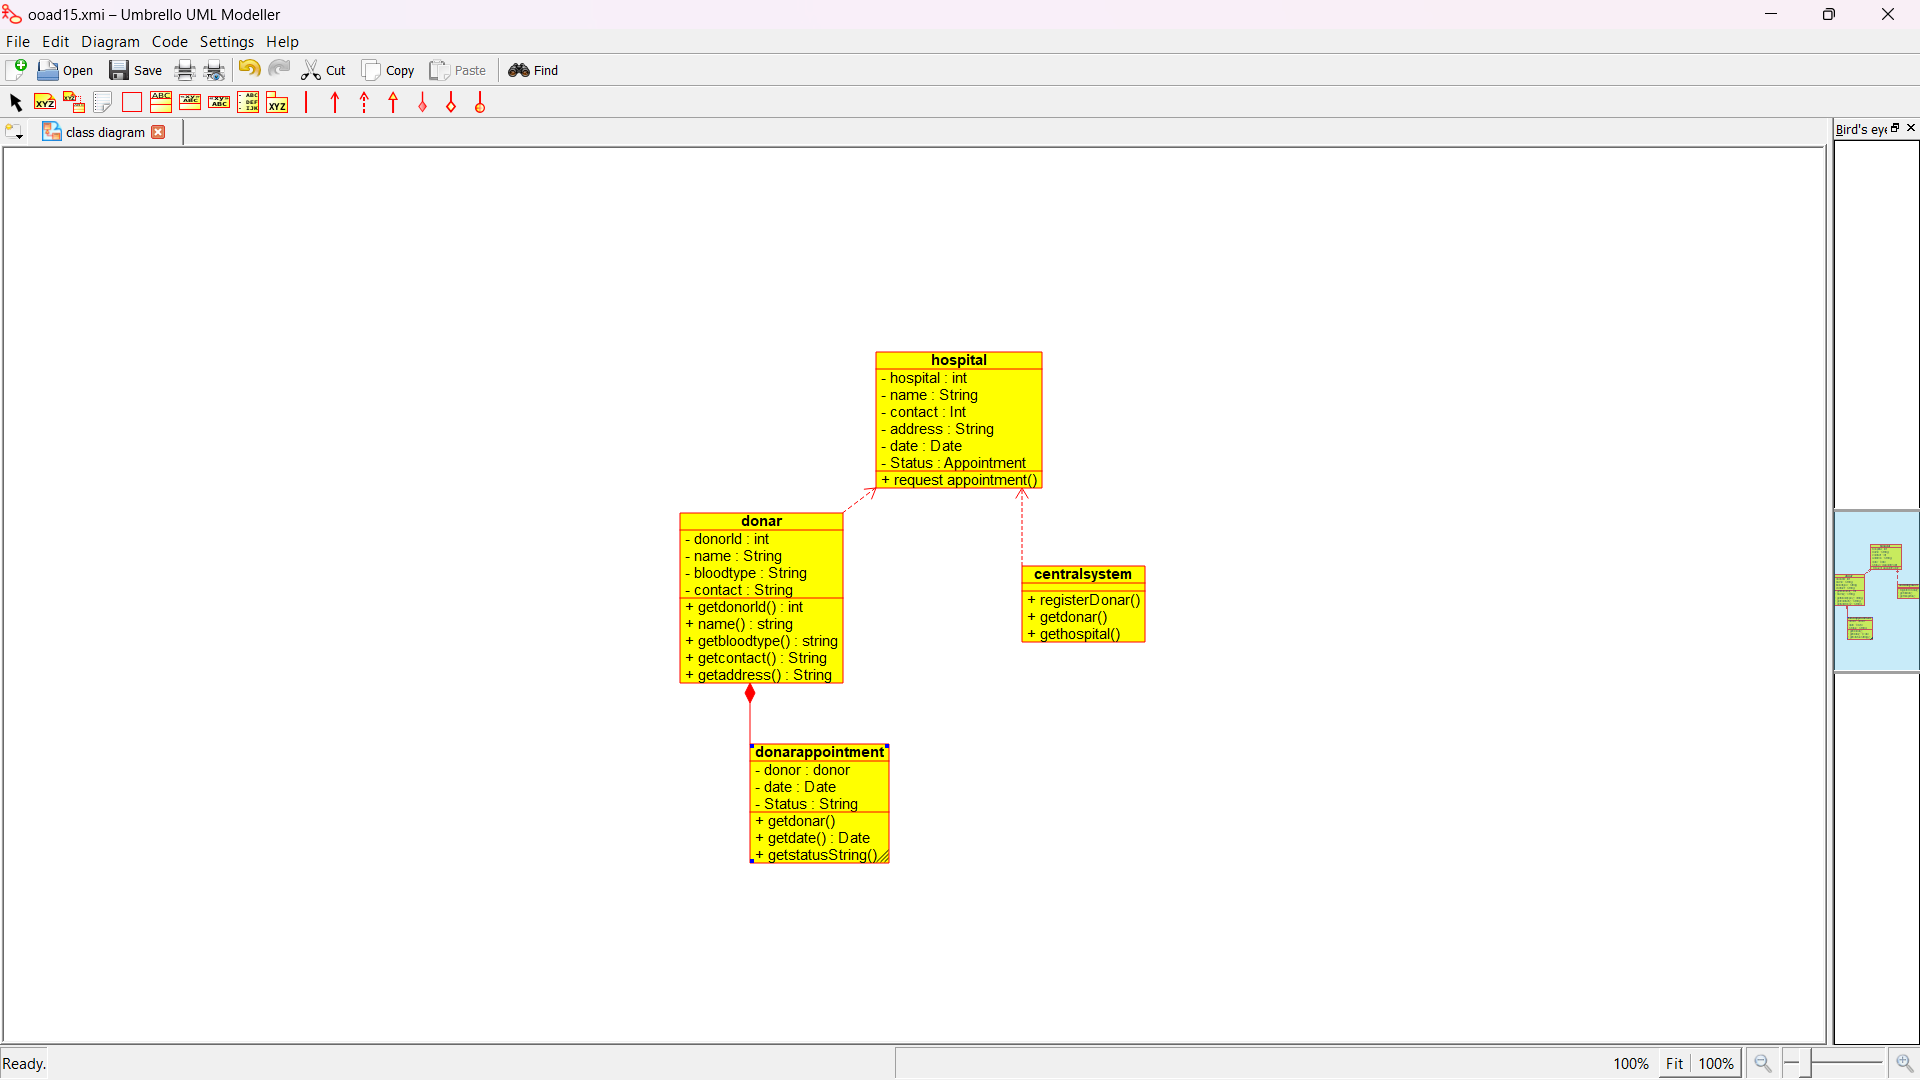 ooad15.xmi – Umbrello UML Modeller
File Edit Diagram Code Settings Help
Open Save Cut Copy Paste Find
class diagram
Bird's eye
hospital
- hospital : int
- name : String
- contact : Int
- address : String
- date : Date
- Status : Appointment
+ request appointment()
donar
- donorId : int
- name : String
- bloodtype : String
- contact : String
+ getdonorId() : int
+ name() : string
+ getbloodtype() : string
+ getcontact() : String
+ getaddress() : String
centralsystem
+ registerDonar()
+ getdonar()
+ gethospital()
donarappointment
- donor : donor
- date : Date
- Status : String
+ getdonar()
+ getdate() : Date
+ getstatusString()
Ready.
100% Fit 100%